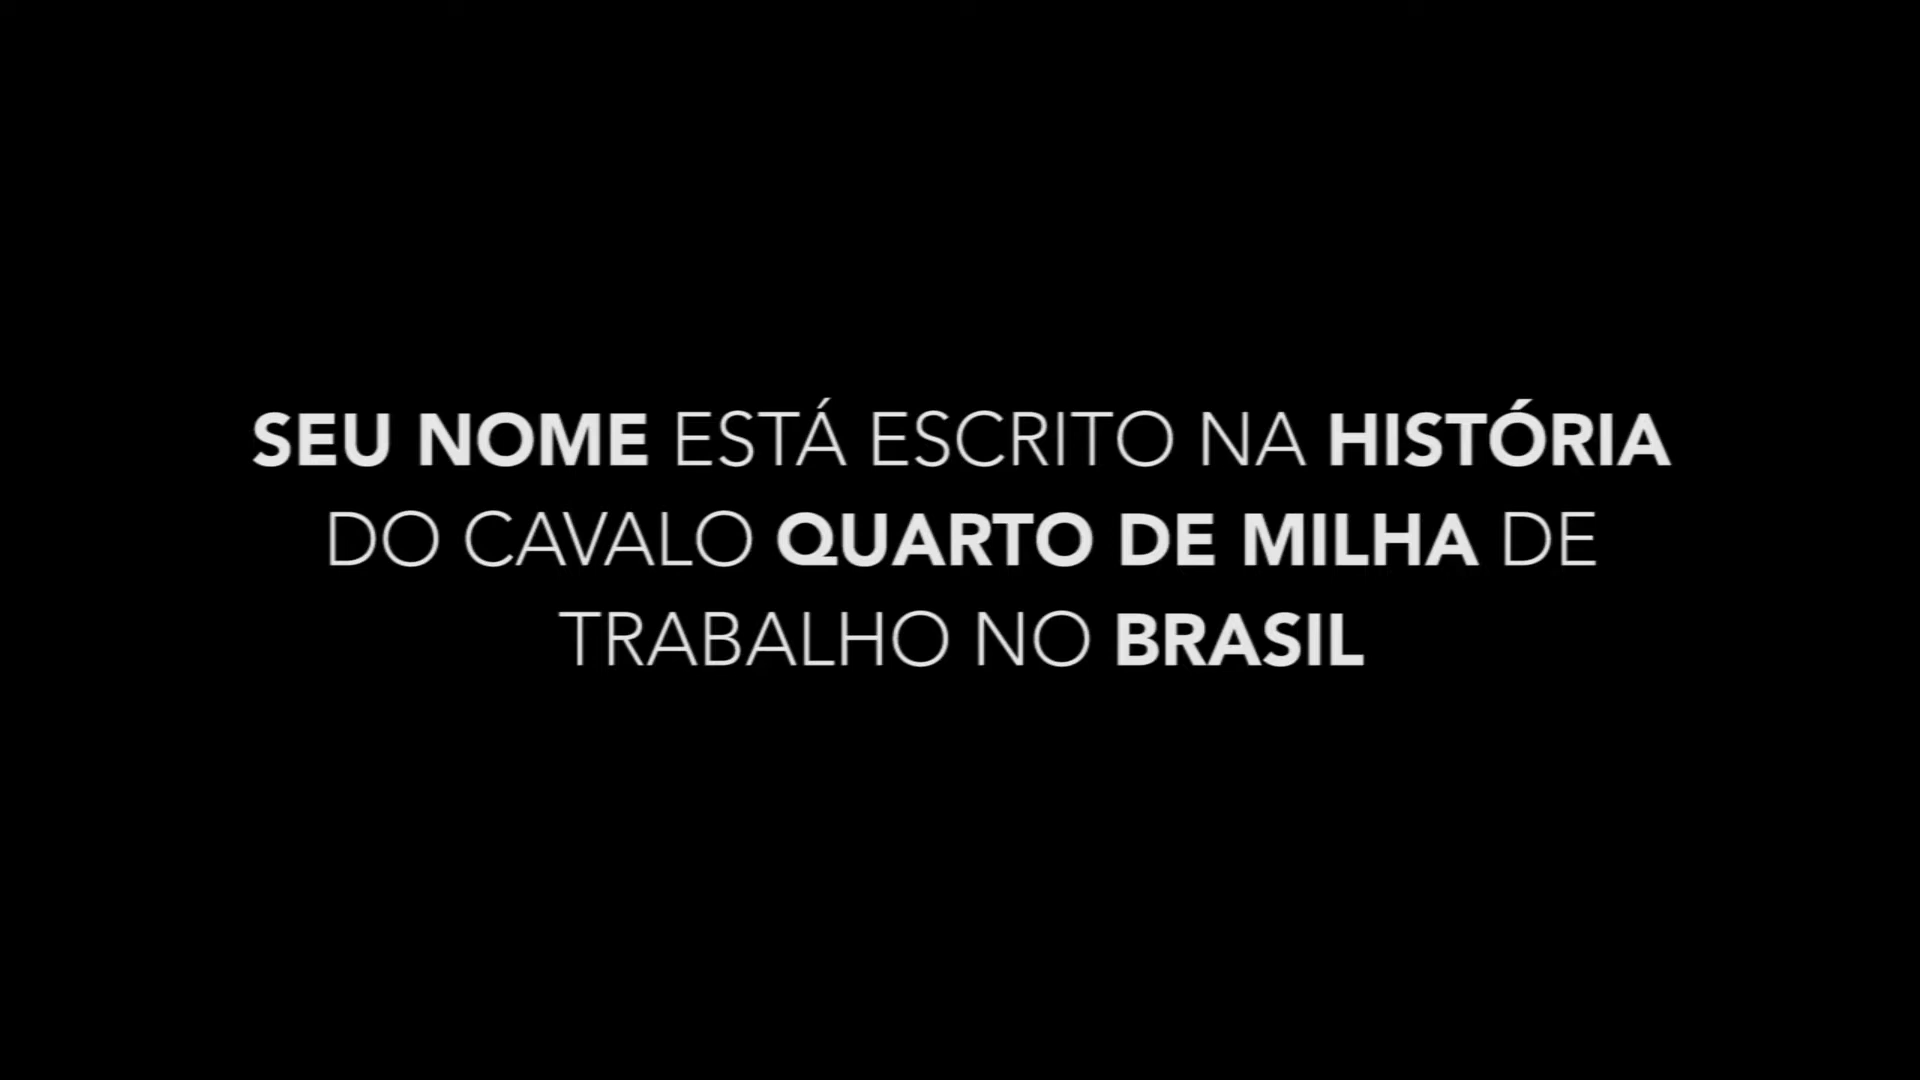 SEU NOME ESTÁ ESCRITO NA HISTÓRIA
DO CAVALO QUARTO DE MILHA DE
TRABALHO NO BRASIL